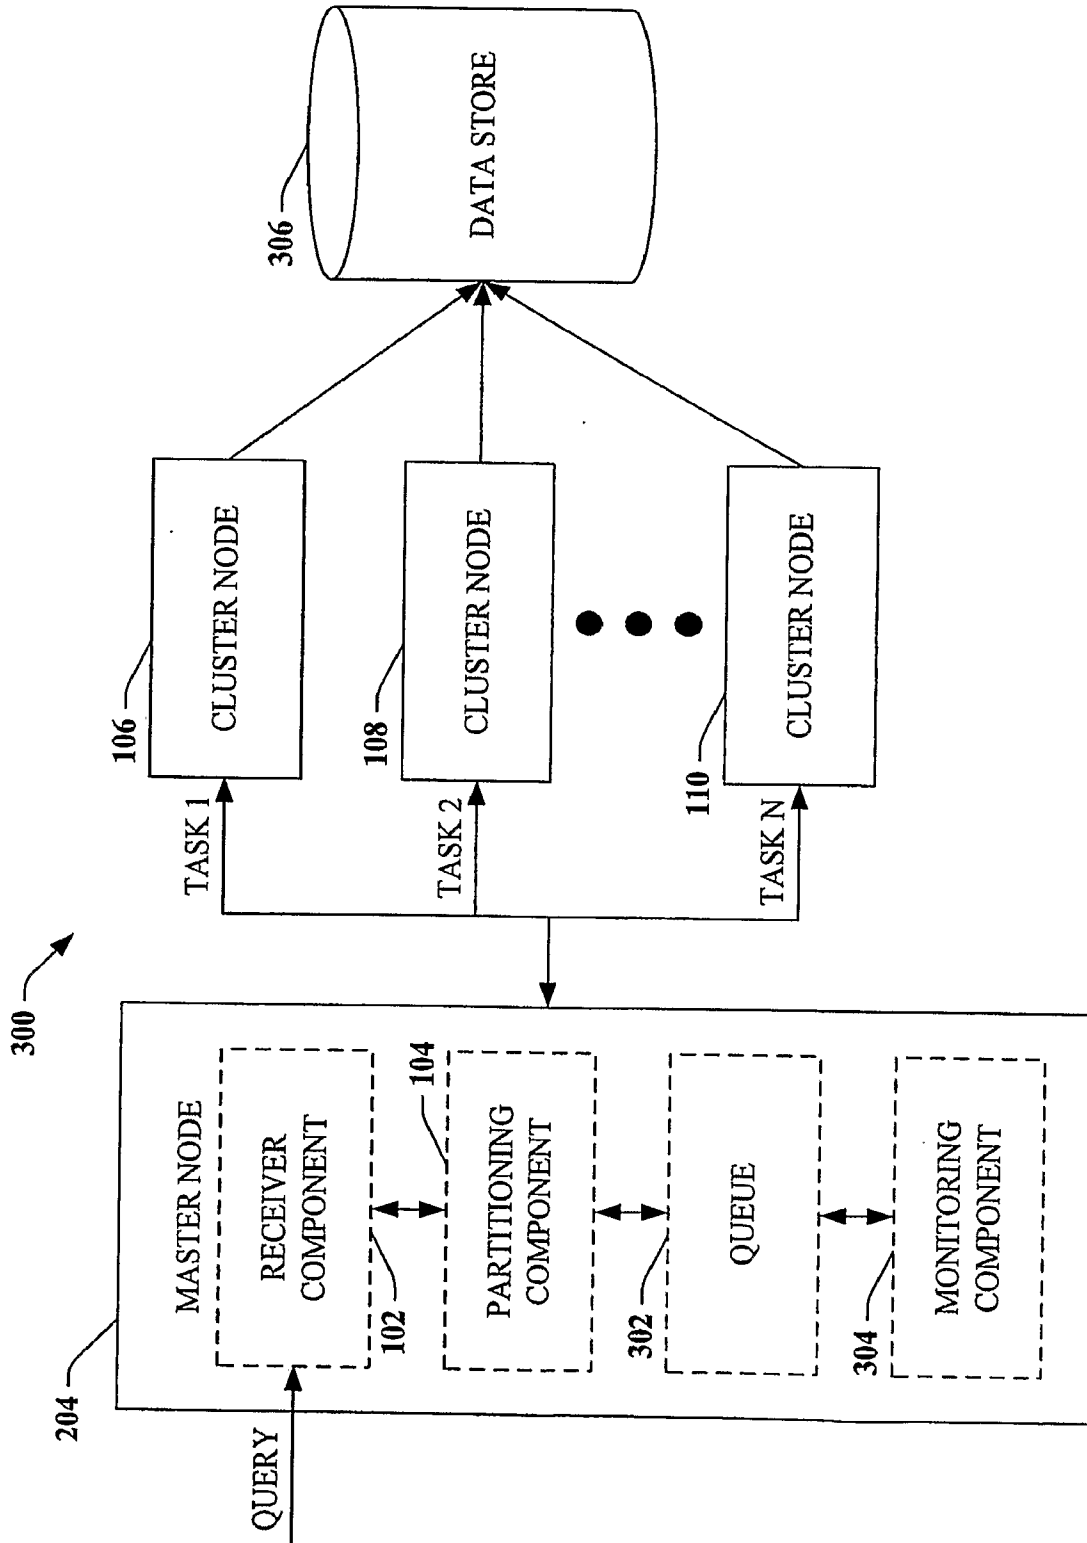 300
204
MASTER NODE
QUERY
RECEIVER
COMPONENT
102
104
PARTITIONING
COMPONENT
302
QUEUE
304
MONITORING
COMPONENT
TASK 1
106
CLUSTER NODE
TASK 2
108
CLUSTER NODE
TASK N
110
CLUSTER NODE
306
DATA STORE